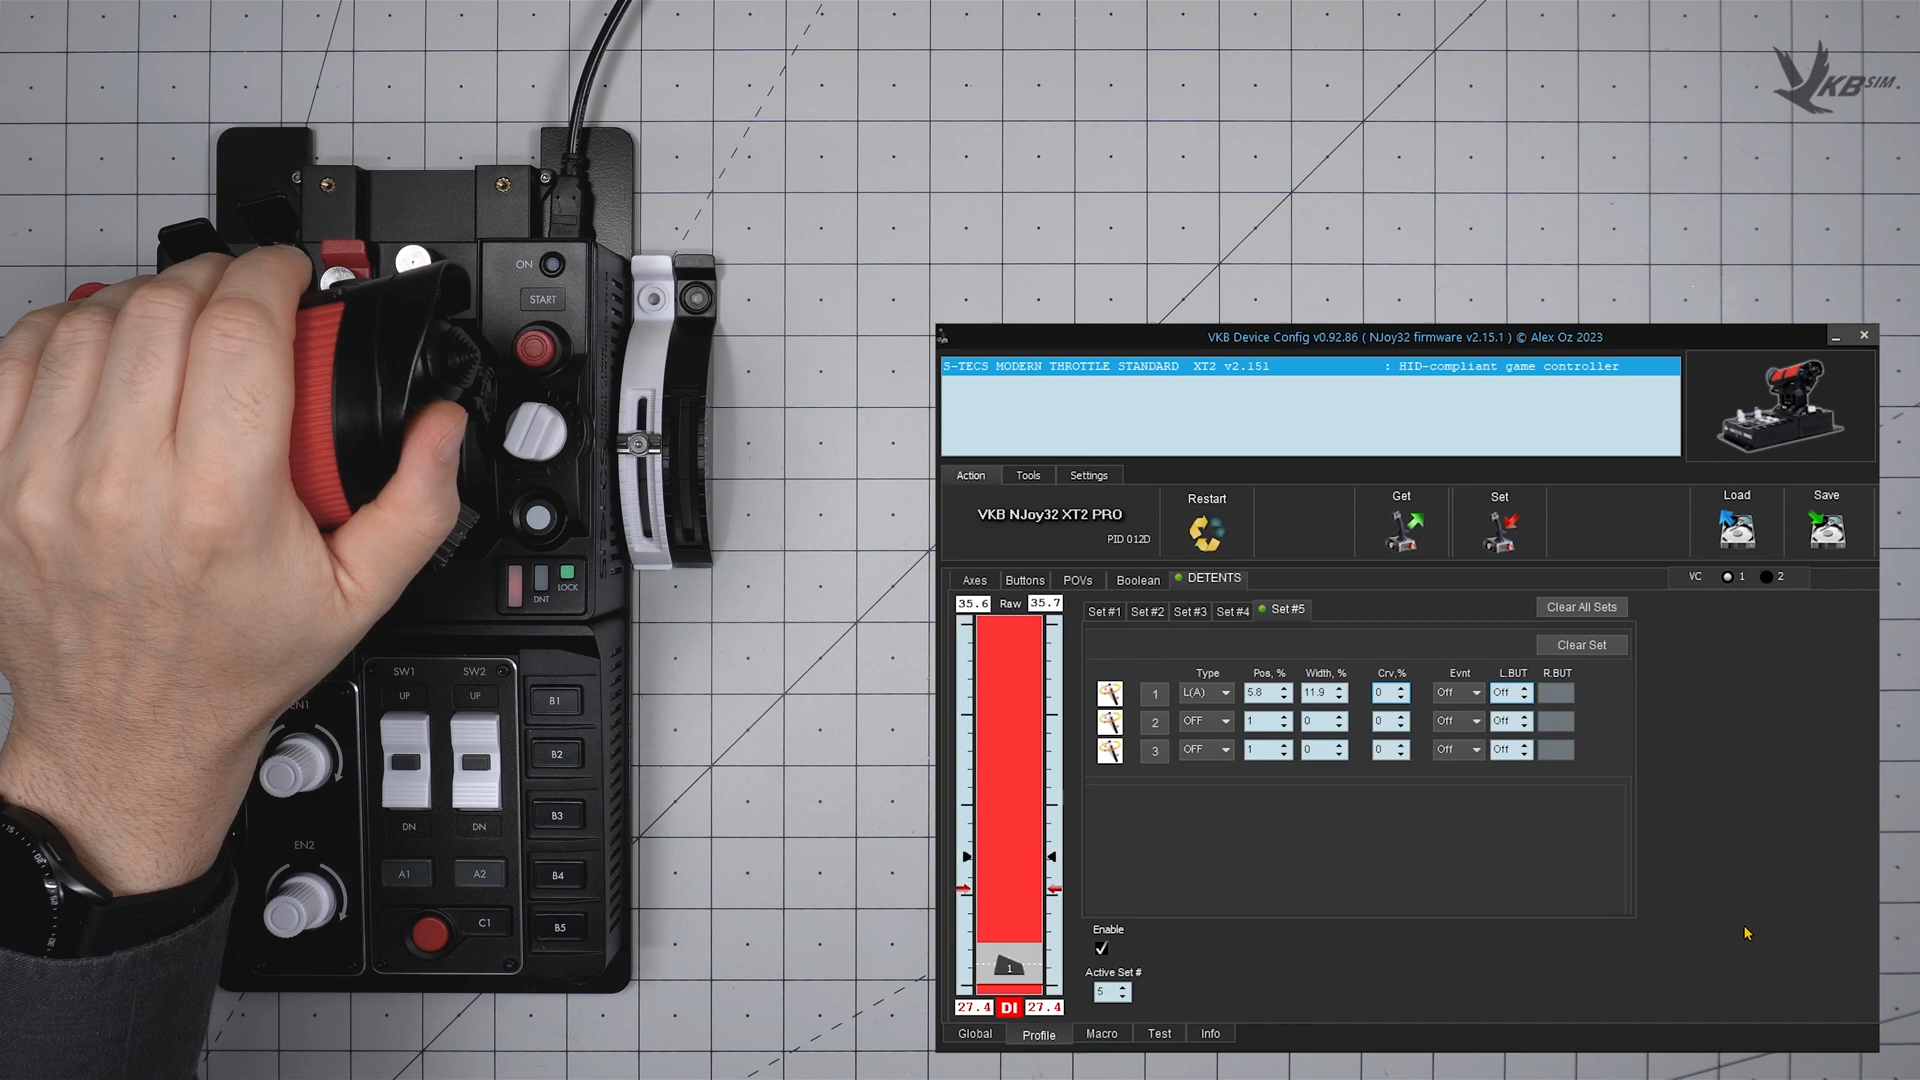 VKB SIM.
ON
START
LOCK
DNT
SW1 SW2
UP UP
EN1
B1
B2
B3
DN DN
EN2
A1 A2
B4
C1
B5
VKB Device Config v0.92.86 ( NJoy32 firmware v2.15.1 ) © Alex Oz 2023
S-TECS MODERN THROTTLE STANDARD XT2 v2.151 : HID-compliant game controller
Action Tools Settings
VKB NJoy32 XT2 PRO
PID 012D
Restart Get Set Load Save
Axes Buttons POVs Boolean DETENTS VC 1 2
35.6 Raw 35.7
Set #1 Set #2 Set #3 Set #4 Set #5 Clear All Sets
Clear Set
Type Pos, % Width, % Crv,% Evnt L.BUT R.BUT
1 L(A) 5.8 11.9 0 Off Off
2 OFF 1 0 0 Off Off
3 OFF 1 0 0 Off Off
Enable
1
Active Set #
5
27.4 DI 27.4
Global Profile Macro Test Info